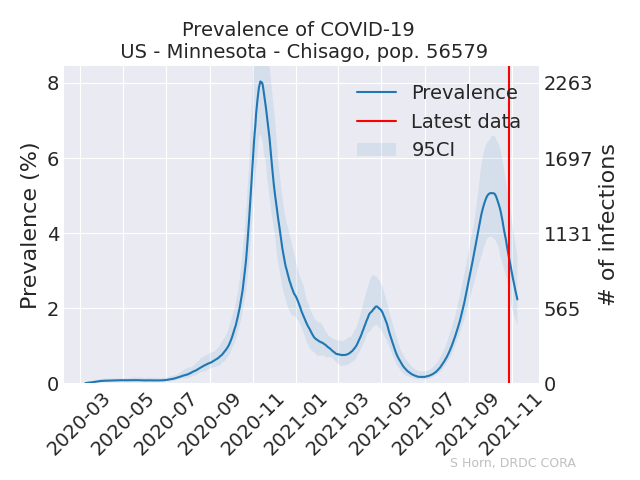 Prevalence of COVID-19
US - Minnesota - Chisago, pop. 56579
Prevalence (%)
8
6
4
2
0
2263
1697
1131
565
0
# of infections
Prevalence
Latest data
95CI
2020-03
2020-05
2020-07
2020-09
2020-11
2021-01
2021-03
2021-05
2021-07
2021-09
2021-11
S Horn, DRDC CORA